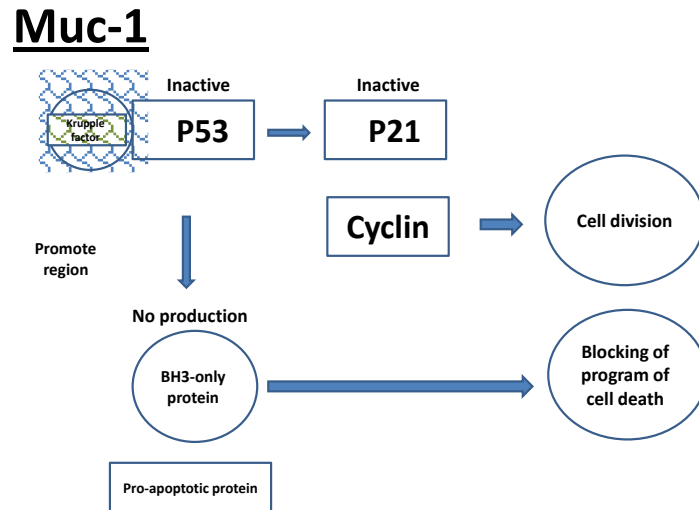 Muc-1
Inactive
Inactive
Krupple
factor
P53
P21
Cyclin
Cell division
Promote
region
No production
BH3-only
protein
Blocking of
program of
cell death
Pro-apoptotic protein